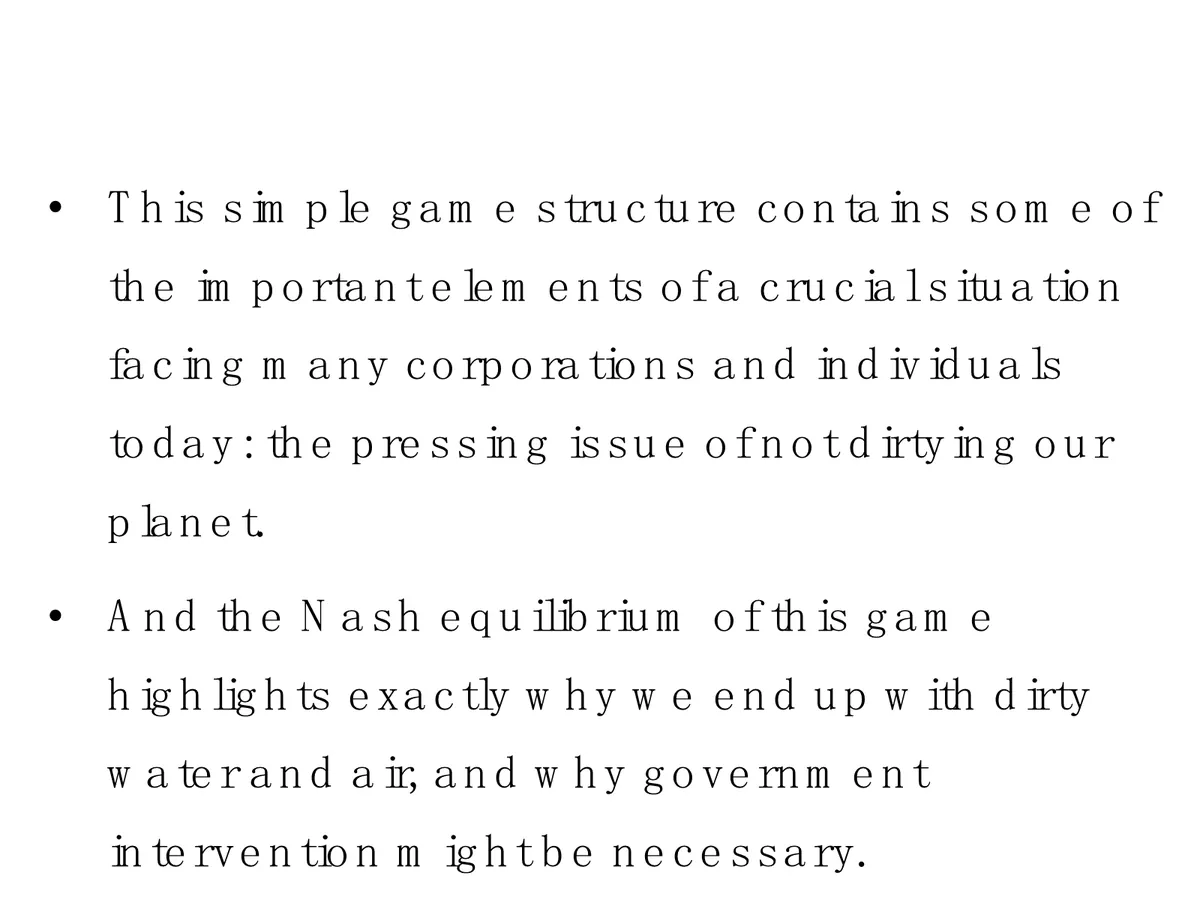 • This simple game structure contains some of
the important elements of a crucial situation
facing many corporations and individuals
today: the pressing issue of not dirtying our
planet.
• And the Nash equilibrium of this game
highlights exactly why we end up with dirty
water and air, and why government
intervention might be necessary.